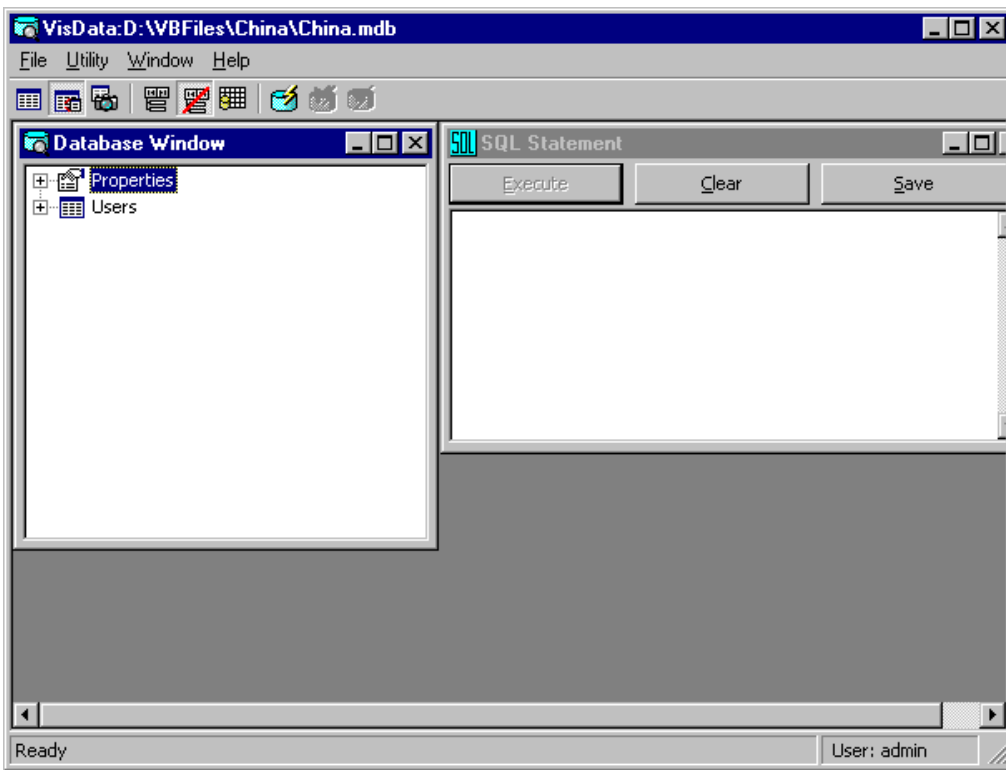 VisData:D:\VBFiles\China\China.mdb
File Utility Window Help
Database Window
Properties
Users
SQL SQL Statement
Execute Clear Save
Ready User: admin